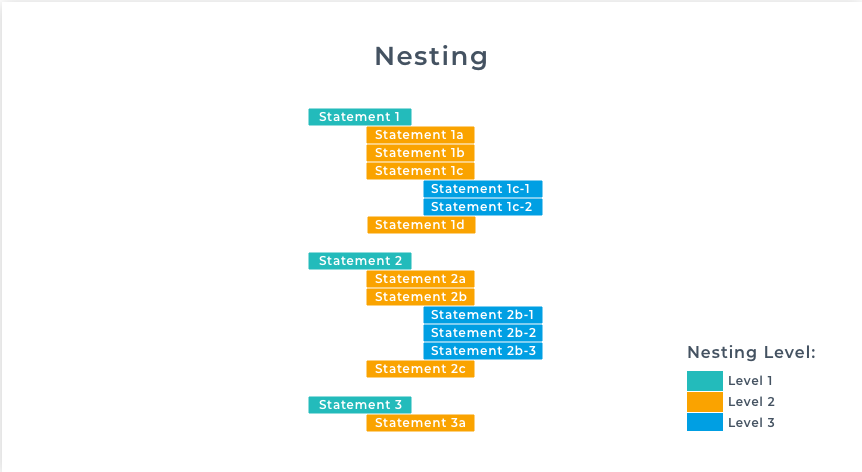 Nesting
Statement 1
Statement 1a
Statement 1b
Statement 1c
Statement 1c-1
Statement 1c-2
Statement 1d
Statement 2
Statement 2a
Statement 2b
Statement 2b-1
Statement 2b-2
Statement 2b-3
Statement 2c
Statement 3
Statement 3a
Nesting Level:
Level 1
Level 2
Level 3